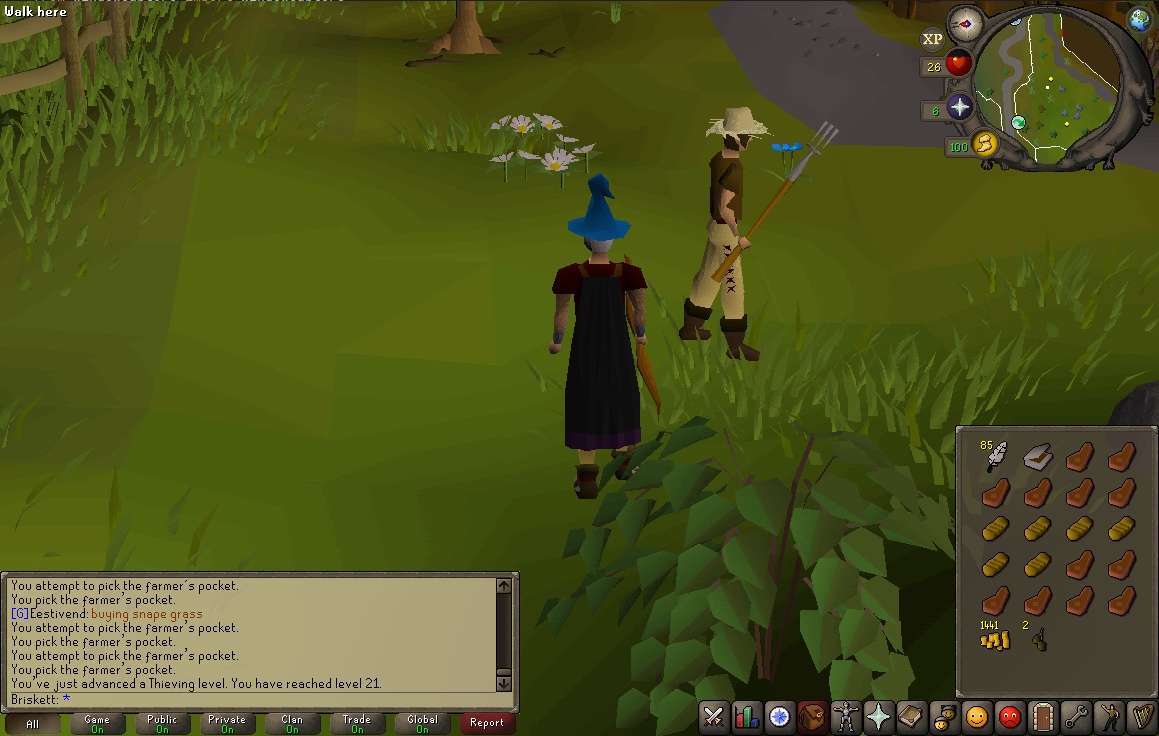 Walk here
XP
26
6
100
85
1441
2
You attempt to pick the farmer's pocket.
You pick the farmer's pocket.
[G]Eestivend: buying snape grass
You attempt to pick the farmer's pocket.
You pick the farmer's pocket.
You attempt to pick the farmer's pocket.
You pick the farmer's pocket.
You've just advanced a Thieving level. You have reached level 21.
Briskett: *
All
Game
On
Public
On
Private
On
Clan
On
Trade
On
Global
On
Report